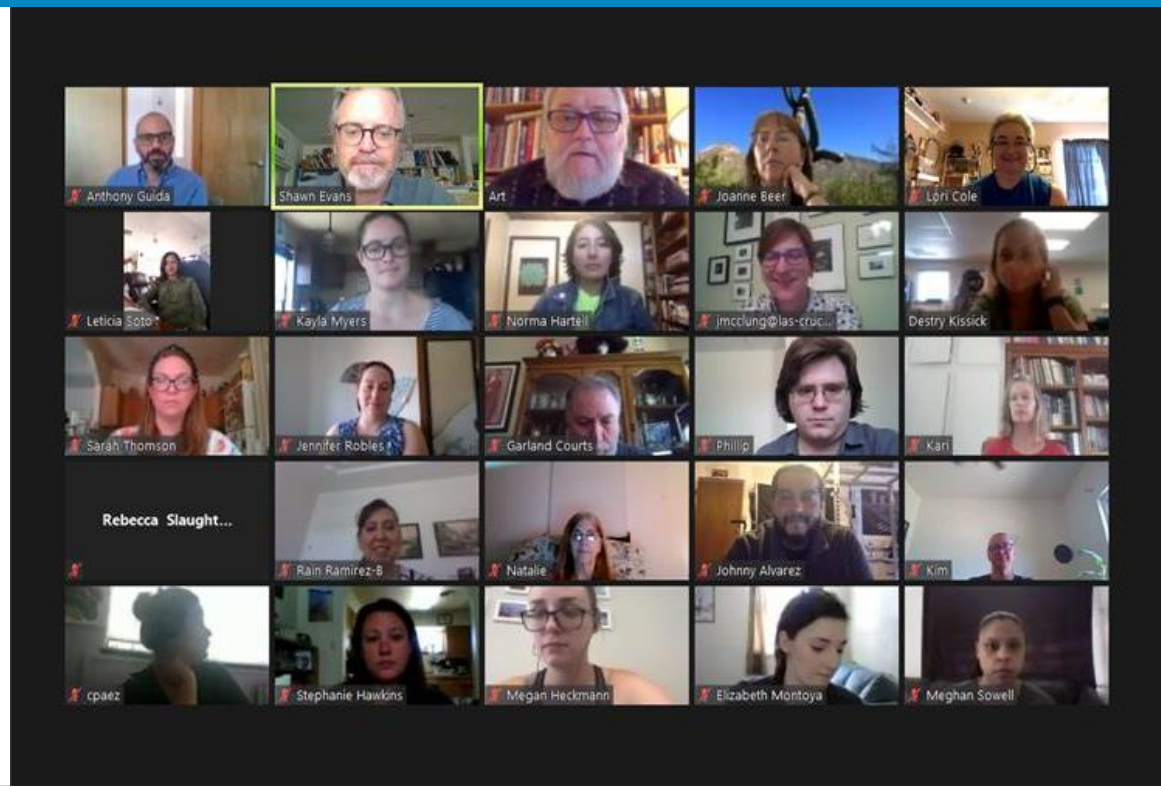 Anthony Guida
Shawn Evans
Art
Joanne Beer
Lori Cole
Leticia Soto
Kayla Myers
Norma Hartell
jmcclung@las-cruc...
Destry Kissick
Sarah Thomson
Jennifer Robles
Garland Courts
Phillip
Kari
Rebecca Slaught...
Rain Ramirez-B
Natalie
Johnny Alvarez
Kim
cpaez
Stephanie Hawkins
Megan Heckmann
Elizabeth Montoya
Meghan Sowell